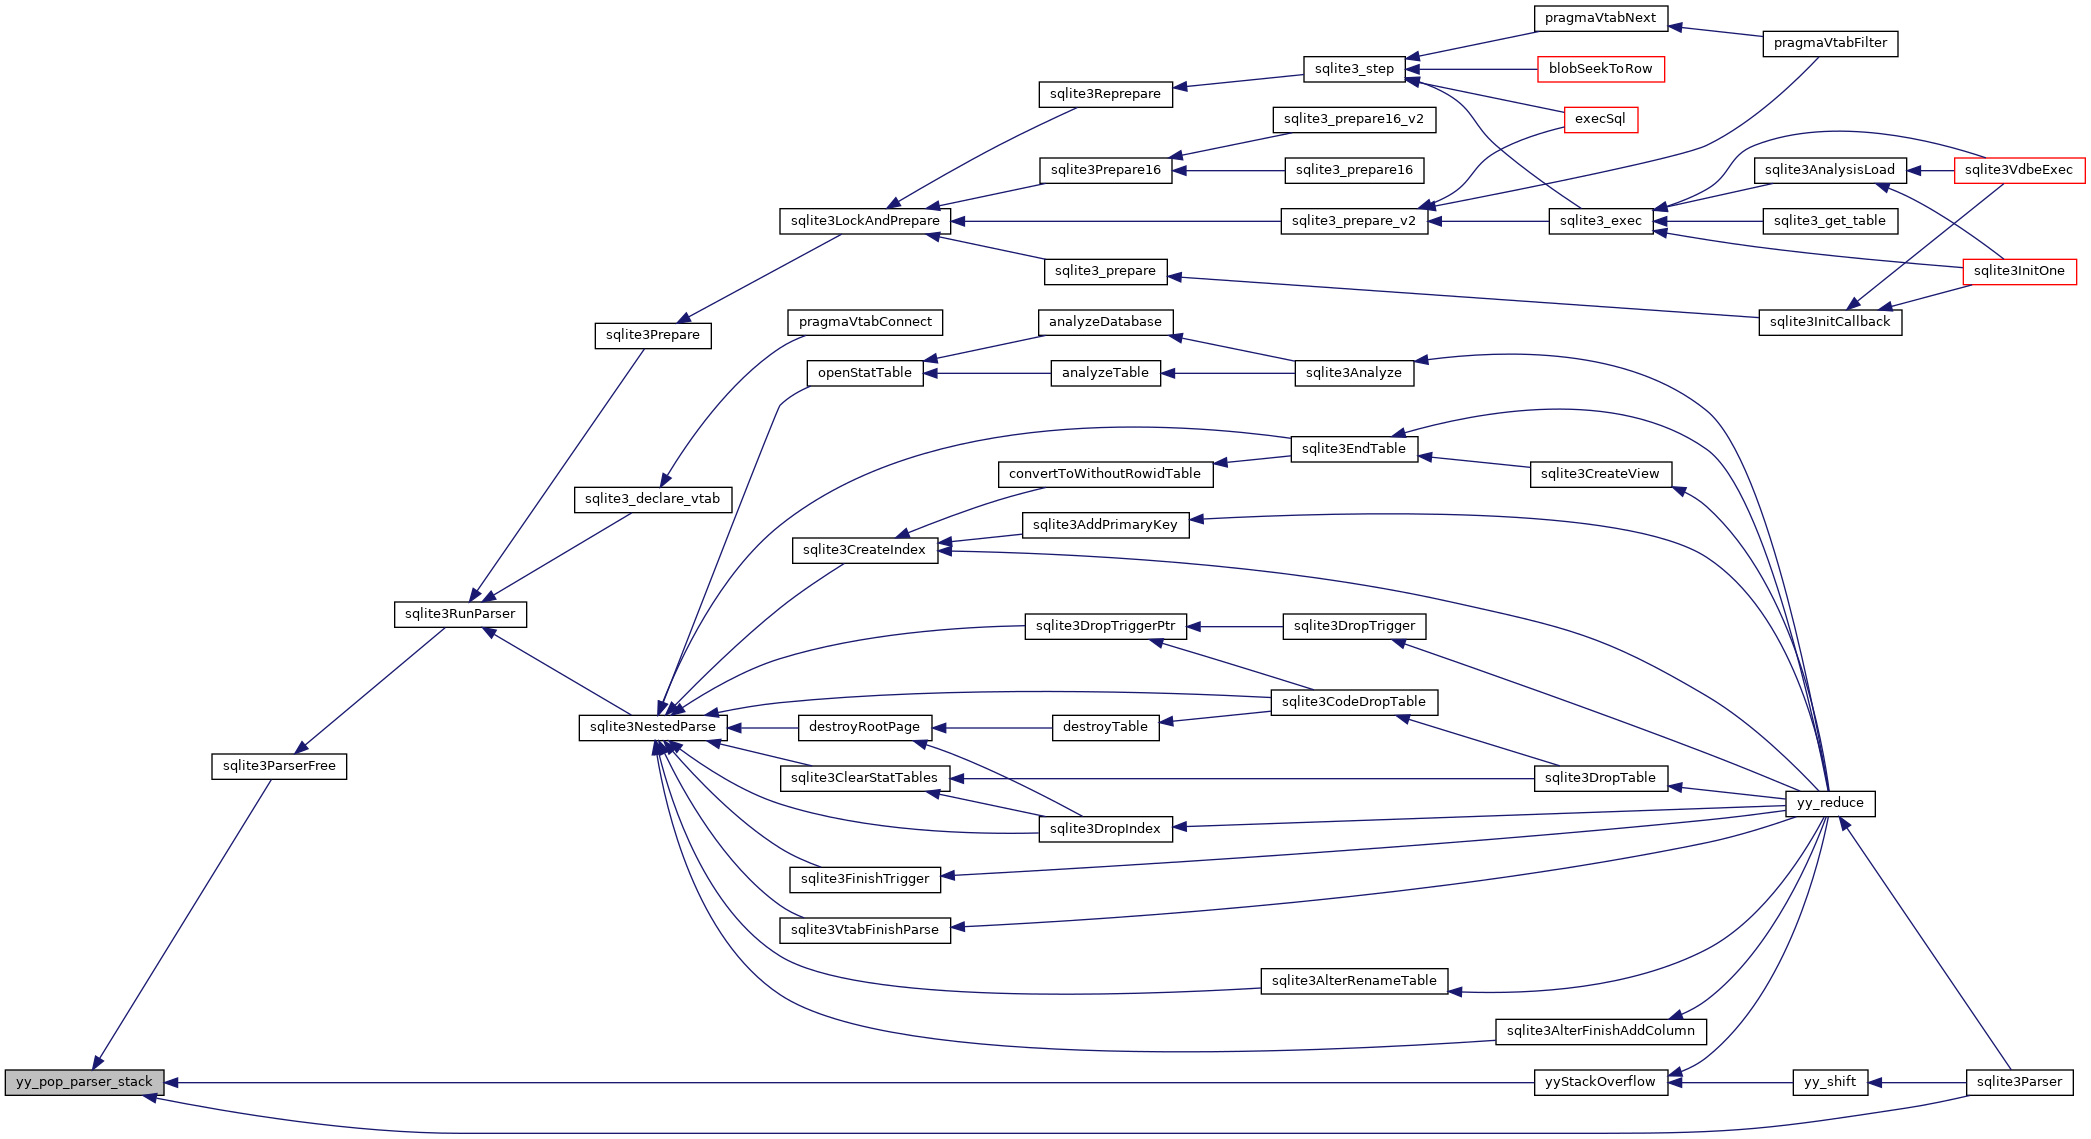 pragmaVtabNext
pragmaVtabFilter
sqlite3_step
blobSeekToRow
sqlite3Reprepare
sqlite3_prepare16_v2
execSql
sqlite3Prepare16
sqlite3_prepare16
sqlite3AnalysisLoad
sqlite3VdbeExec
sqlite3LockAndPrepare
sqlite3_prepare_v2
sqlite3_exec
sqlite3_get_table
sqlite3_prepare
sqlite3InitOne
pragmaVtabConnect
analyzeDatabase
sqlite3InitCallback
sqlite3Prepare
openStatTable
analyzeTable
sqlite3Analyze
sqlite3EndTable
convertToWithoutRowidTable
sqlite3CreateView
sqlite3_declare_vtab
sqlite3AddPrimaryKey
sqlite3CreateIndex
sqlite3RunParser
sqlite3DropTriggerPtr
sqlite3DropTrigger
sqlite3CodeDropTable
sqlite3NestedParse
destroyRootPage
destroyTable
sqlite3ParserFree
sqlite3ClearStatTables
sqlite3DropTable
yy_reduce
sqlite3DropIndex
sqlite3FinishTrigger
sqlite3VtabFinishParse
sqlite3AlterRenameTable
sqlite3AlterFinishAddColumn
yy_pop_parser_stack
yyStackOverflow
yy_shift
sqlite3Parser